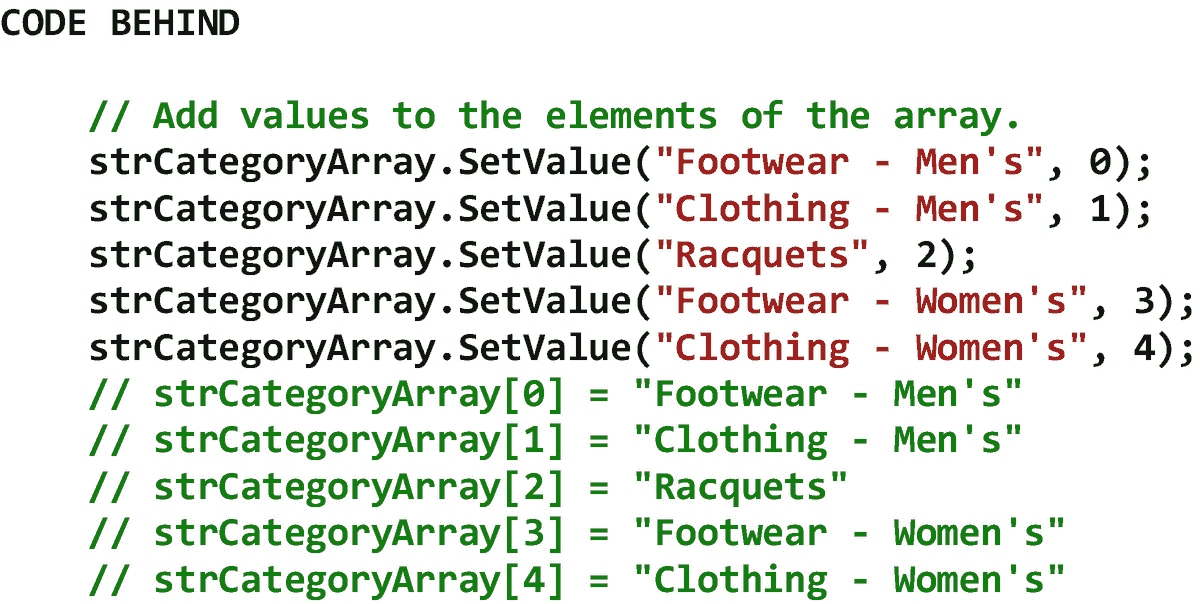 CODE BEHIND
// Add values to the elements of the array.
strCategoryArray.SetValue("Footwear - Men's", 0);
strCategoryArray.SetValue("Clothing - Men's", 1);
strCategoryArray.SetValue("Racquets", 2);
strCategoryArray.SetValue("Footwear - Women's", 3);
strCategoryArray.SetValue("Clothing - Women's", 4);
// strCategoryArray[0] = "Footwear - Men's"
// strCategoryArray[1] = "Clothing - Men's"
// strCategoryArray[2] = "Racquets"
// strCategoryArray[3] = "Footwear - Women's"
// strCategoryArray[4] = "Clothing - Women's"